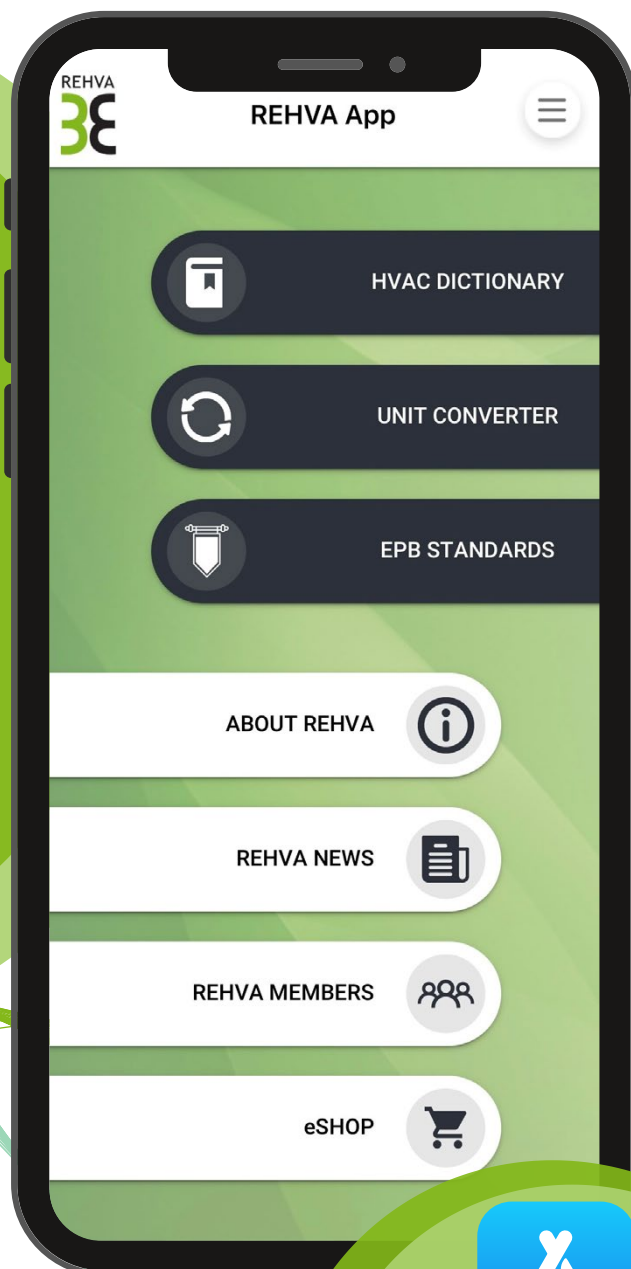 REHVA
REHVA App
HVAC DICTIONARY
UNIT CONVERTER
EPB STANDARDS
ABOUT REHVA
REHVA NEWS
REHVA MEMBERS
eSHOP